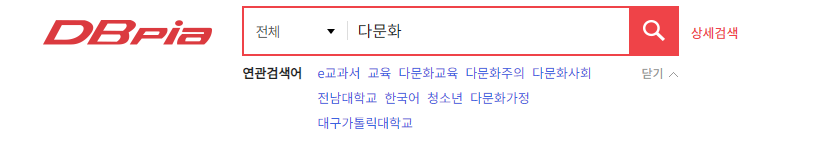 DBpia 전체 다문화 상세검색
연관검색어 e교과서 교육 다문화교육 다문화주의 다문화사회 닫기
전남대학교 한국어 청소년 다문화가정
대구가톨릭대학교